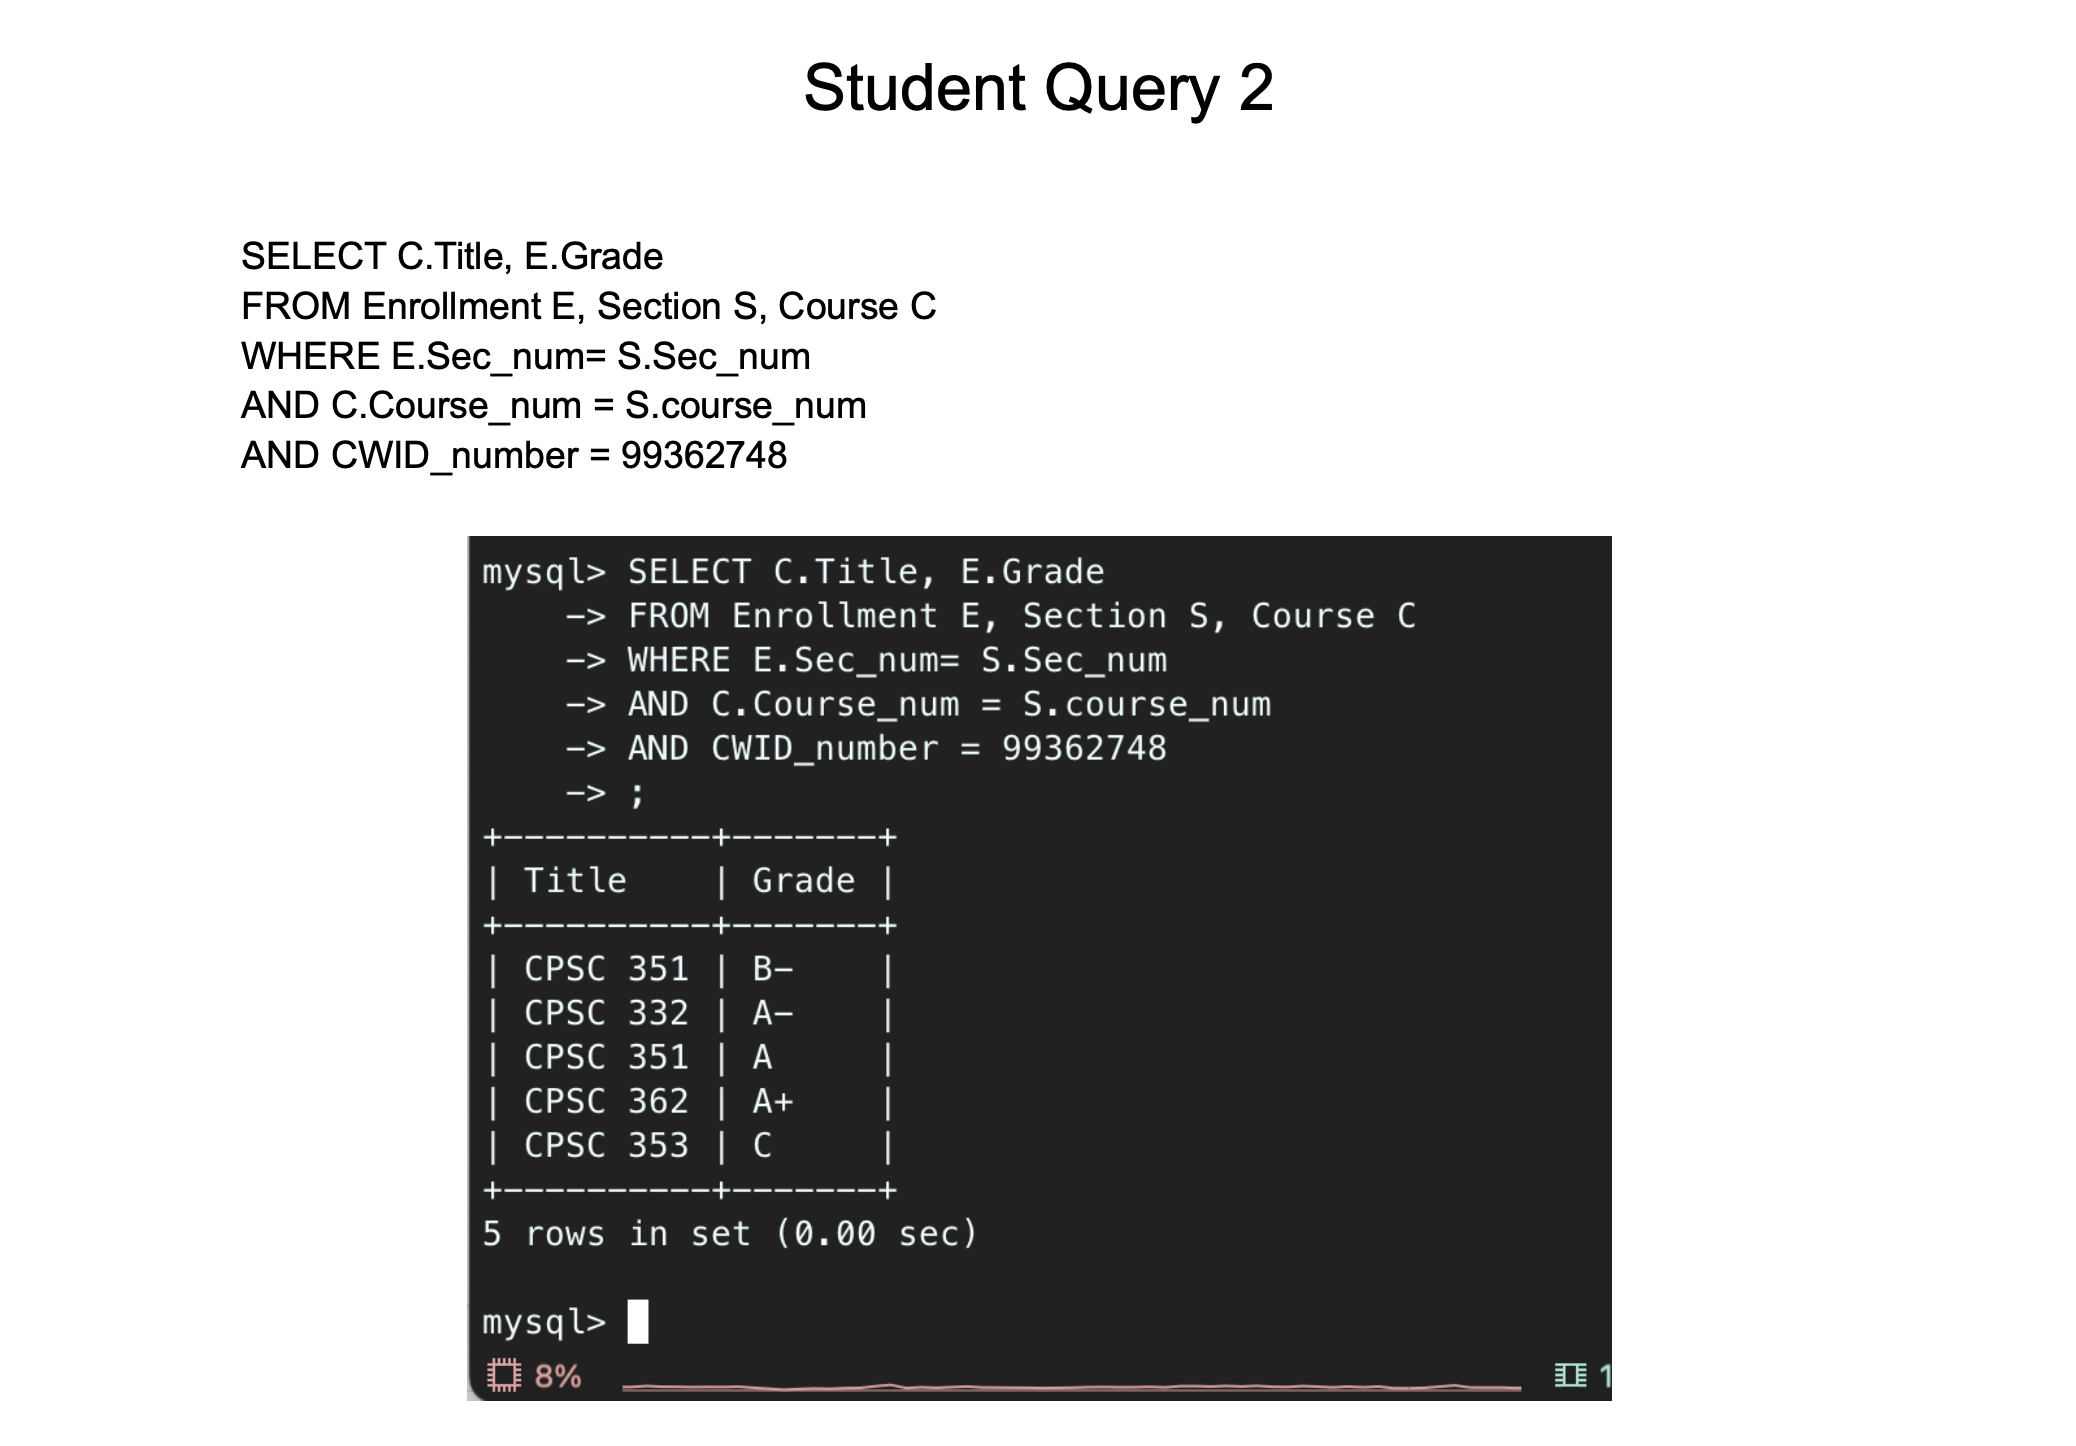 Student Query 2
SELECT C.Title, E.Grade
FROM Enrollment E, Section S, Course C
WHERE E.Sec_num= S.Sec_num
AND C.Course_num = S.course_num
AND CWID_number = 99362748
mysql> SELECT C.Title, E.Grade
    -> FROM Enrollment E, Section S, Course C
    -> WHERE E.Sec_num= S.Sec_num
    -> AND C.Course_num = S.course_num
    -> AND CWID_number = 99362748
    -> ;
+----------+-------+
| Title    | Grade |
+----------+-------+
| CPSC 351 | B-    |
| CPSC 332 | A-    |
| CPSC 351 | A     |
| CPSC 362 | A+    |
| CPSC 353 | C     |
+----------+-------+
5 rows in set (0.00 sec)
mysql>
8% 1